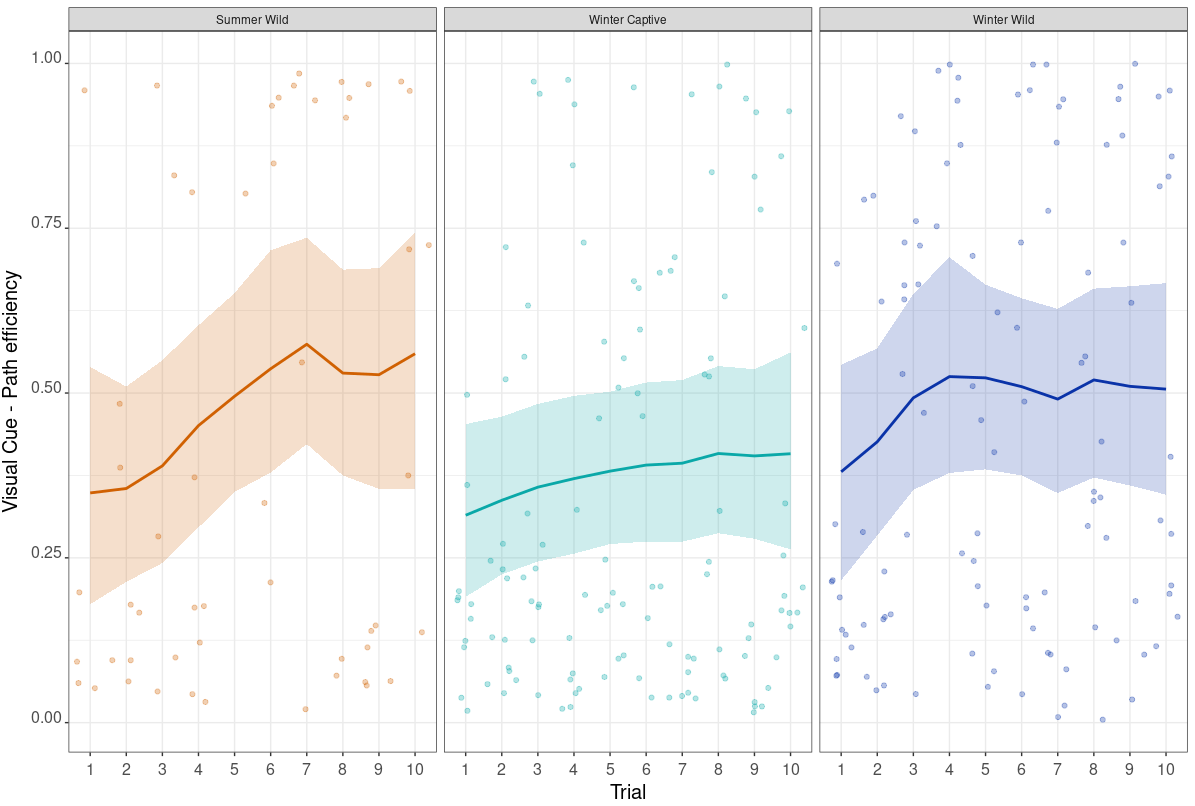 Summer Wild
Winter Captive
Winter Wild
Visual Cue - Path efficiency
1.00
0.75
0.50
0.25
0.00
1 2 3 4 5 6 7 8 9 10
1 2 3 4 5 6 7 8 9 10
1 2 3 4 5 6 7 8 9 10
Trial